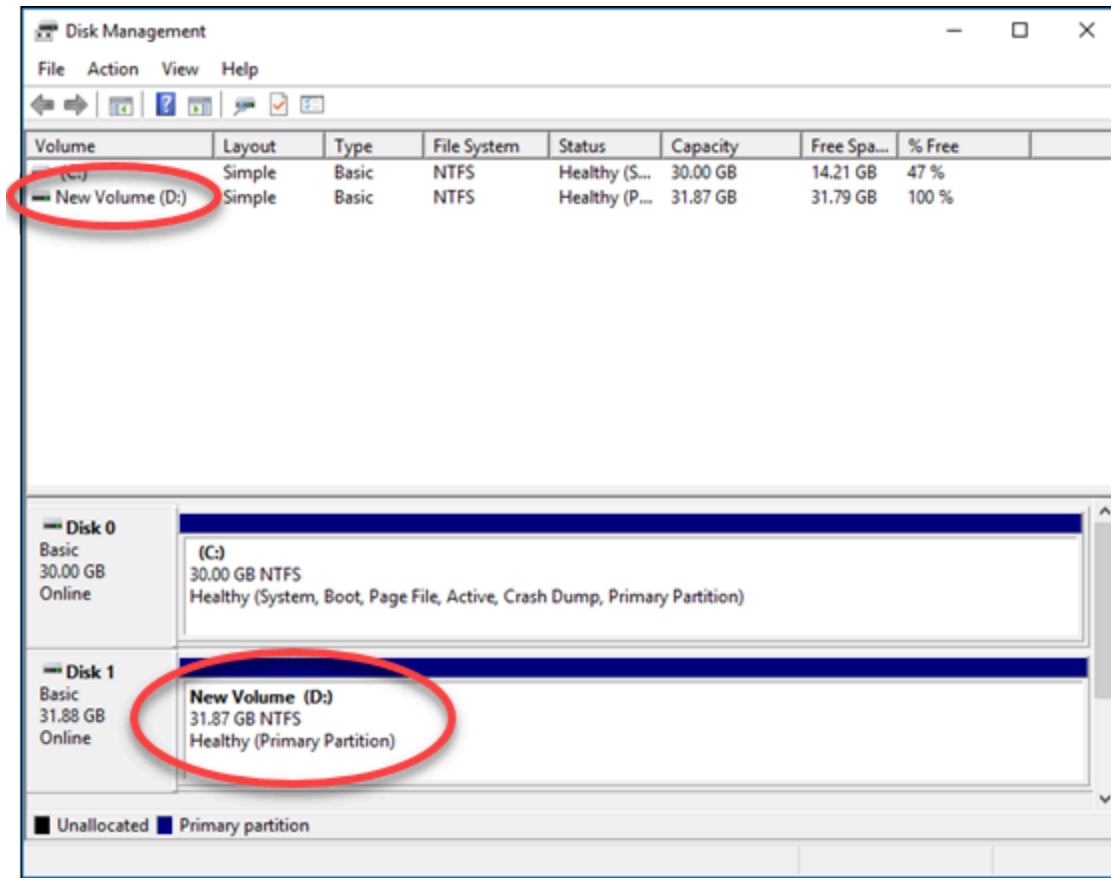 Disk Management
File Action View Help
Volume Layout Type File System Status Capacity Free Spa... % Free
(C:) Simple Basic NTFS Healthy (S... 30.00 GB 14.21 GB 47 %
New Volume (D:) Simple Basic NTFS Healthy (P... 31.87 GB 31.79 GB 100 %
Disk 0
Basic
30.00 GB
Online
(C:)
30.00 GB NTFS
Healthy (System, Boot, Page File, Active, Crash Dump, Primary Partition)
Disk 1
Basic
31.88 GB
Online
New Volume (D:)
31.87 GB NTFS
Healthy (Primary Partition)
Unallocated Primary partition